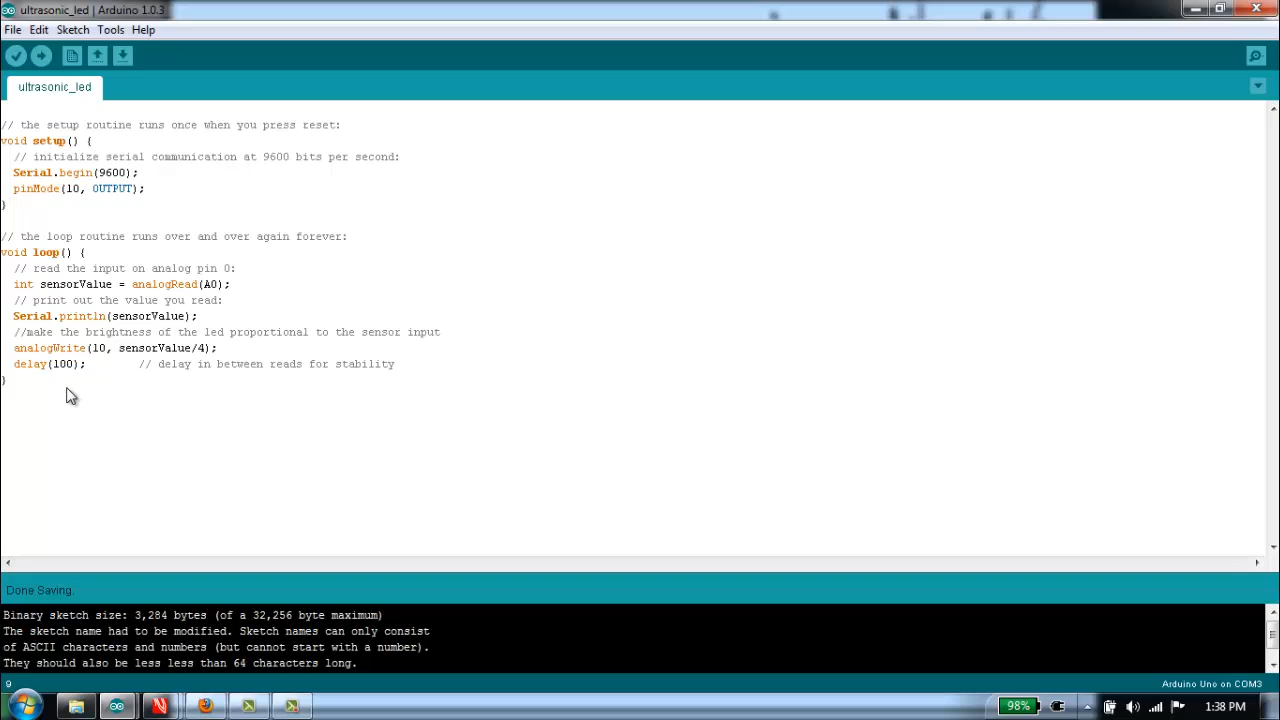 ultrasonic_led | Arduino 1.0.3
File Edit Sketch Tools Help
ultrasonic_led
// the setup routine runs once when you press reset:
void setup() {
// initialize serial communication at 9600 bits per second:
Serial.begin(9600);
pinMode(10, OUTPUT);
}
// the loop routine runs over and over again forever:
void loop() {
// read the input on analog pin 0:
int sensorValue = analogRead(A0);
// print out the value you read:
Serial.println(sensorValue);
//make the brightness of the led proportional to the sensor input
analogWrite(10, sensorValue/4);
delay(100); // delay in between reads for stability
}
Done Saving.
Binary sketch size: 3,284 bytes (of a 32,256 byte maximum)
The sketch name had to be modified. Sketch names can only consist
of ASCII characters and numbers (but cannot start with a number).
They should also be less less than 64 characters long.
9 Arduino Uno on COM3
98% 1:38 PM